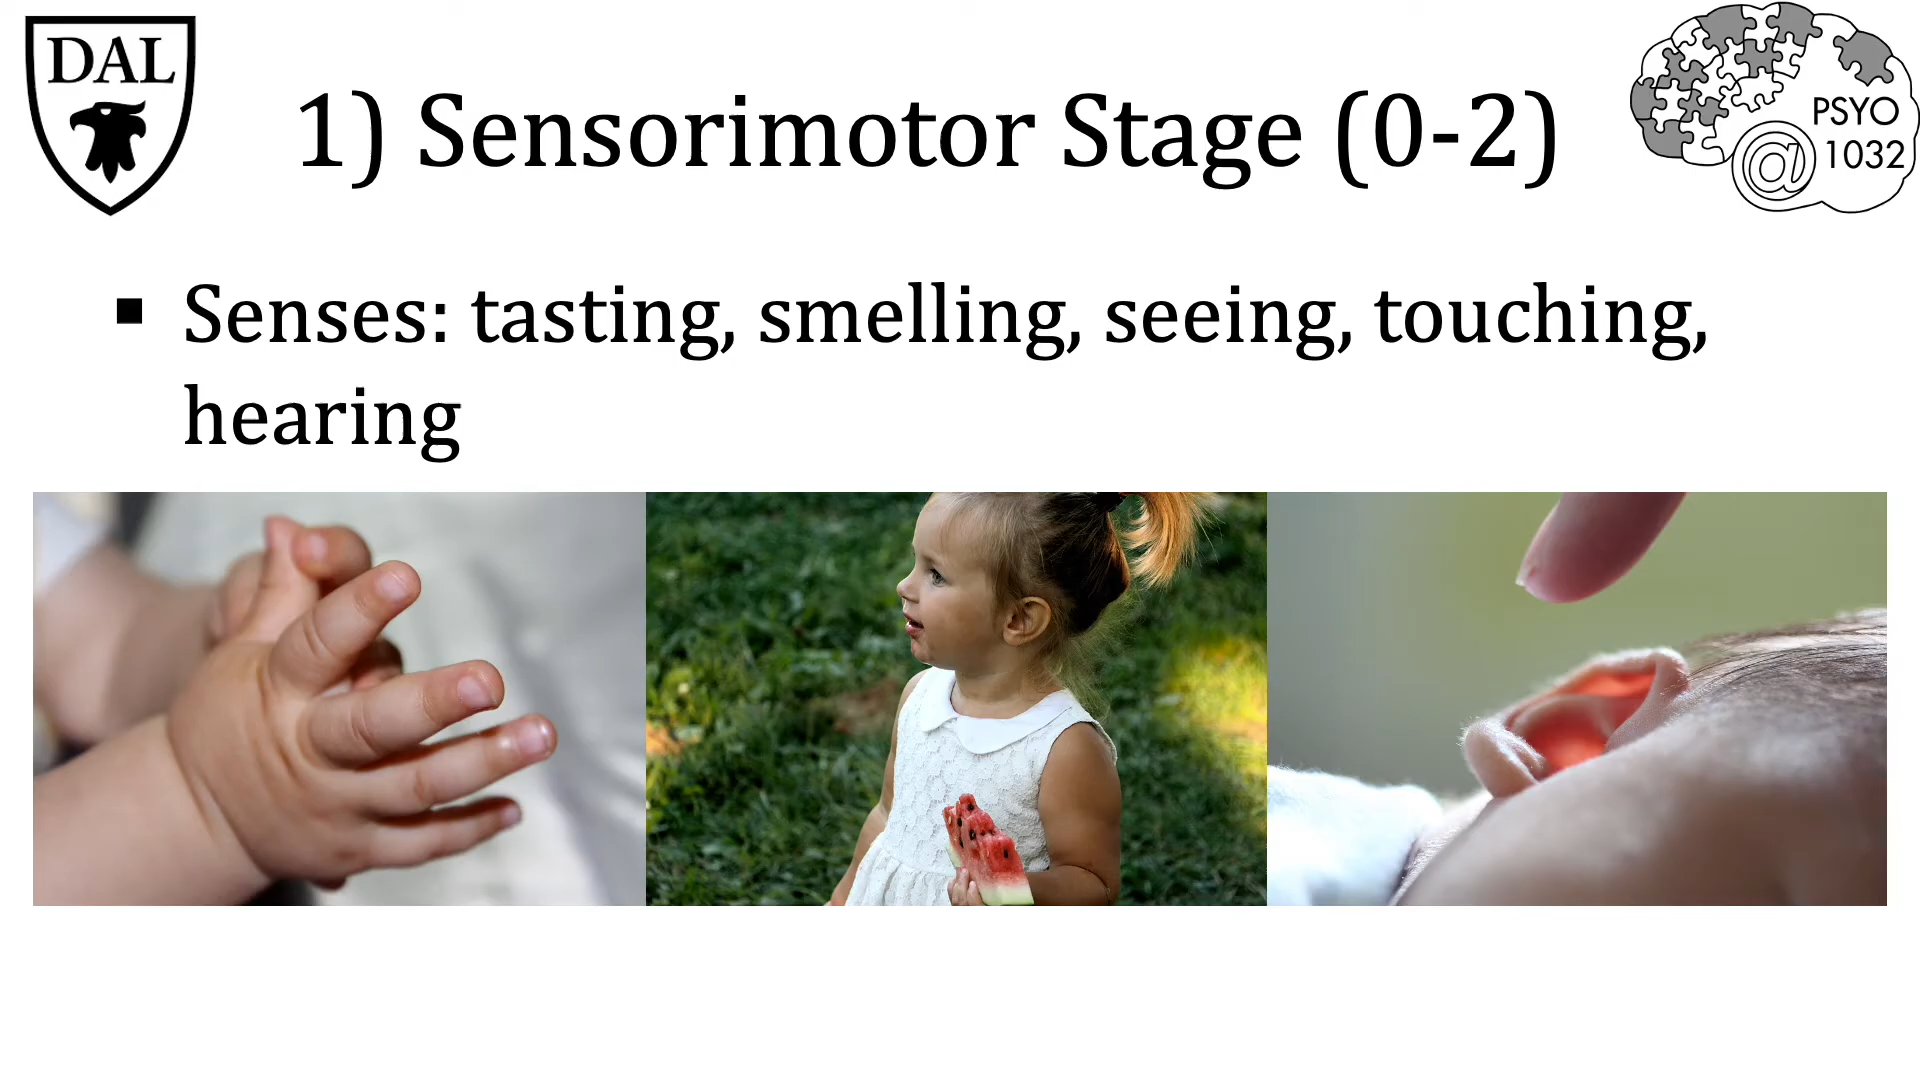 DAL
1) Sensorimotor Stage (0-2)
PSYO
@ 1032
▪ Senses: tasting, smelling, seeing, touching,
hearing